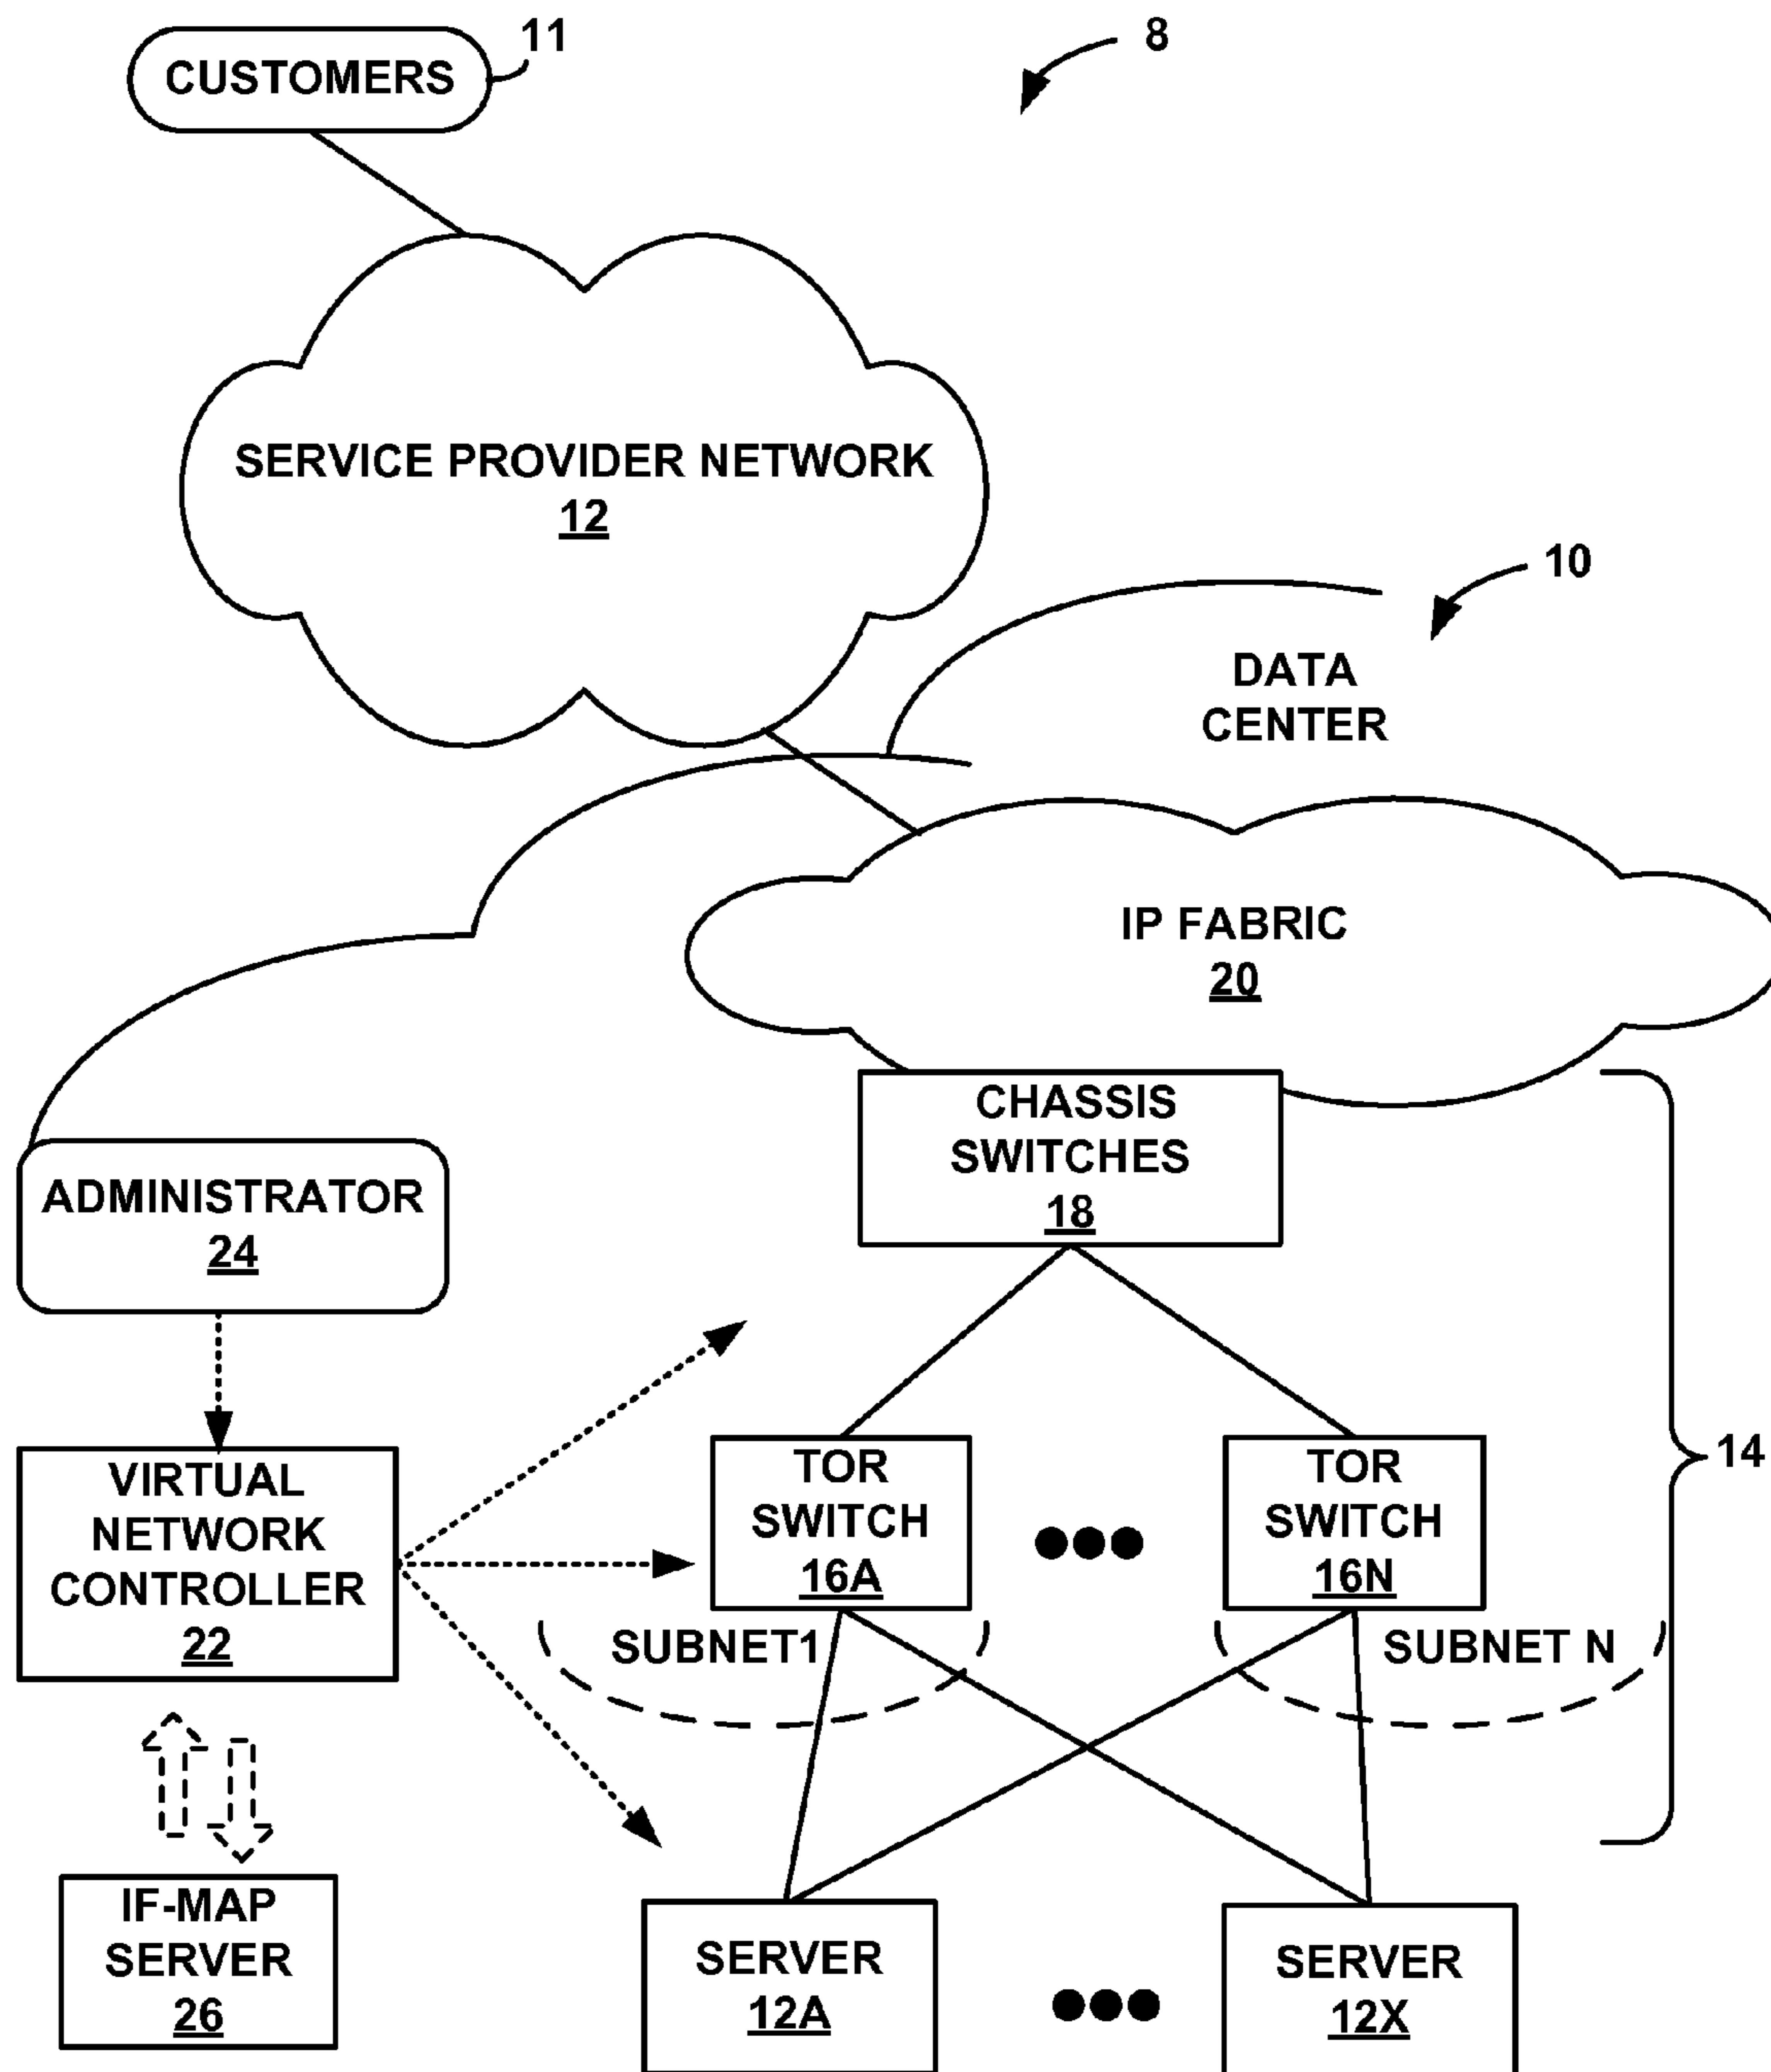 11
8
CUSTOMERS
SERVICE PROVIDER NETWORK
12
10
DATA
CENTER
IP FABRIC
20
CHASSIS
SWITCHES
18
ADMINISTRATOR
24
VIRTUAL
NETWORK
CONTROLLER
22
TOR
SWITCH
16A
TOR
SWITCH
16N
14
SUBNET1
SUBNET N
IF-MAP
SERVER
26
SERVER
12A
SERVER
12X